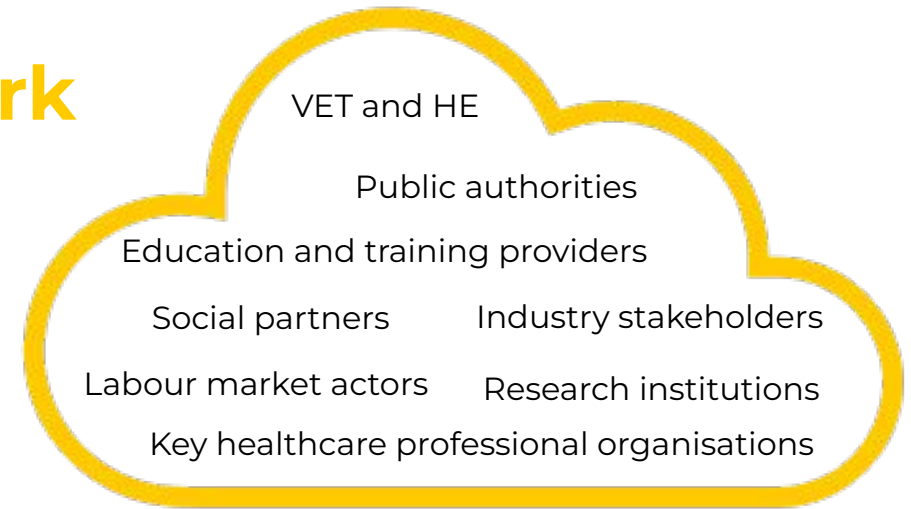 rk
VET and HE
Public authorities
Education and training providers
Social partners
Industry stakeholders
Labour market actors
Research institutions
Key healthcare professional organisations